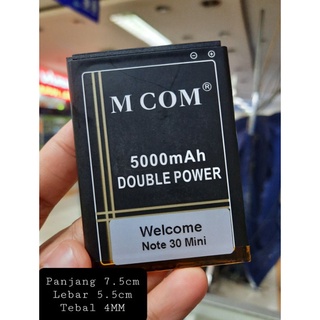 M COM®
5000mAh
DOUBLE POWER
Welcome
Note 30 Mini
Panjang 7.5cm
Lebar 5.5cm
Tebal 4MM